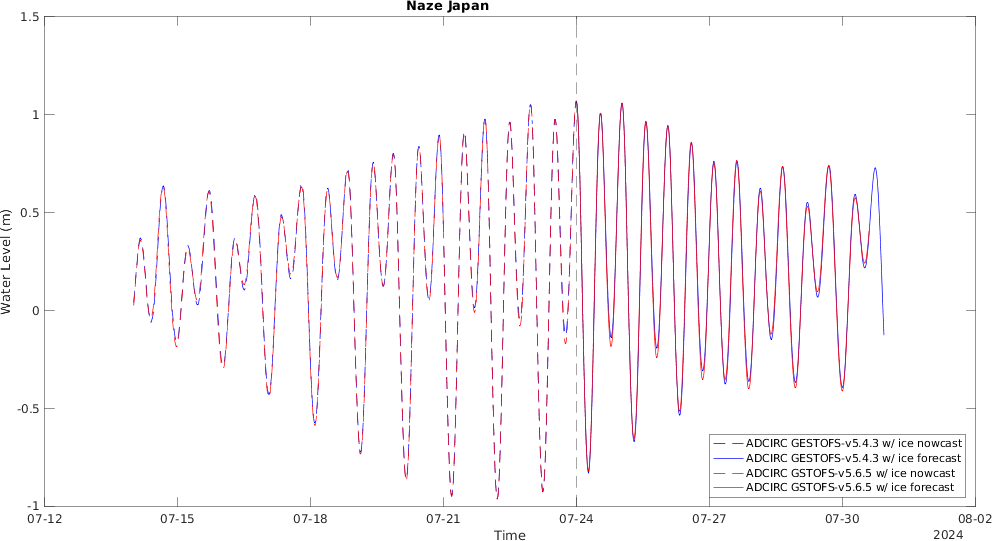 Naze Japan
1.5
1
0.5
0
-0.5
-1
Water Level (m)
07-12
07-15
07-18
07-21
07-24
07-27
07-30
08-02
Time
2024
ADCIRC GESTOFS-v5.4.3 w/ ice nowcast
ADCIRC GESTOFS-v5.4.3 w/ ice forecast
ADCIRC GSTOFS-v5.6.5 w/ ice nowcast
ADCIRC GSTOFS-v5.6.5 w/ ice forecast